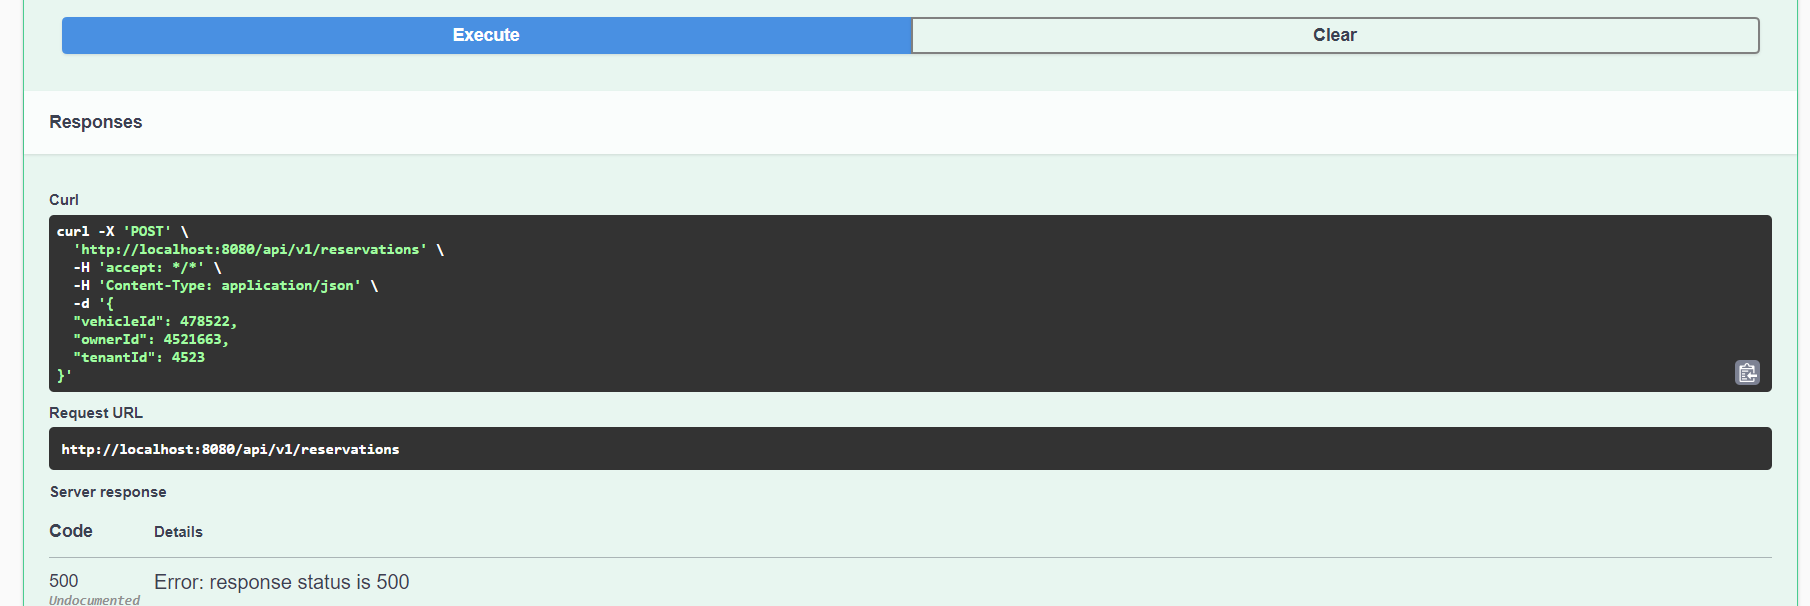 Execute
Clear
Responses
Curl
curl -X 'POST' \
  'http://localhost:8080/api/v1/reservations' \
  -H 'accept: */*' \
  -H 'Content-Type: application/json' \
  -d '{
  "vehicleId": 478522,
  "ownerId": 4521663,
  "tenantId": 4523
}'
Request URL
http://localhost:8080/api/v1/reservations
Server response
Code Details
500 Error: response status is 500
Undocumented